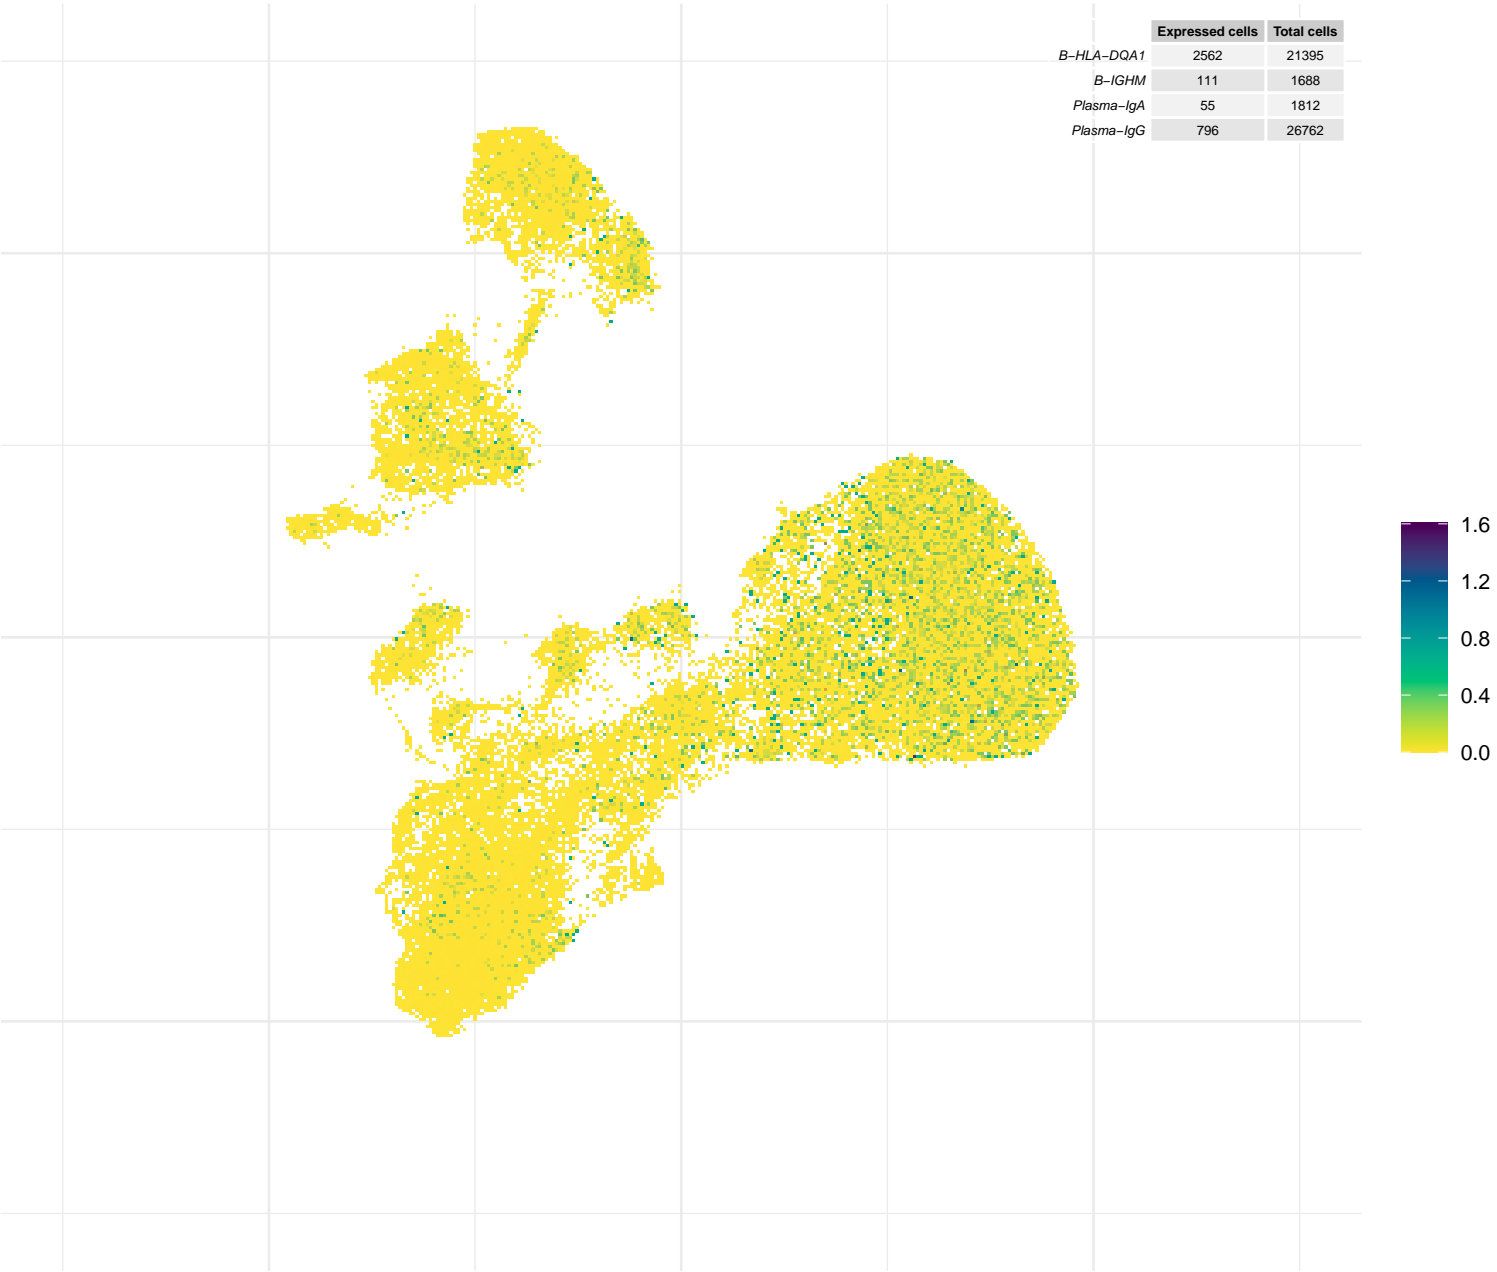 Expressed cells Total cells
B−HLA−DQA1 2562 21395
B−IGHM 111 1688
Plasma−IgA 55 1812
Plasma−IgG 796 26762
1.6
1.2
0.8
0.4
0.0